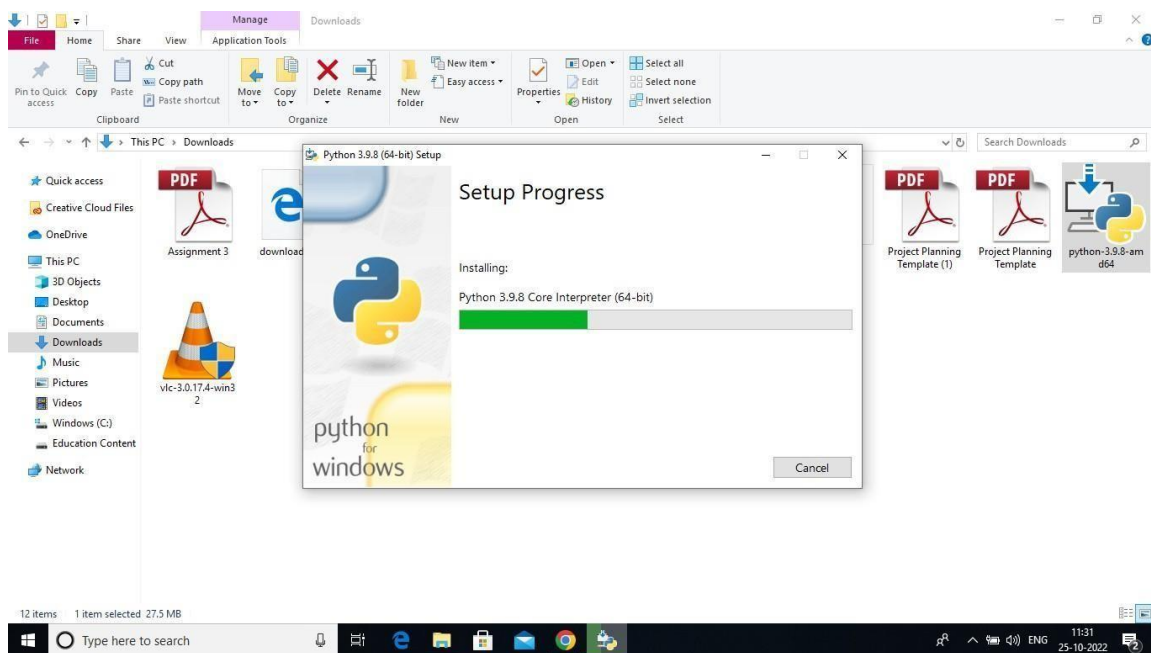 Manage
Downloads
File Home Share View Application Tools
Pin to Quick access
Copy
Paste
Cut
Copy path
Paste shortcut
Clipboard
Move to
Copy to
Delete
Rename
Organize
New folder
New item
Easy access
New
Properties
Open
Edit
History
Open
Select all
Select none
Invert selection
Select
This PC > Downloads
Search Downloads
Quick access
Creative Cloud Files
OneDrive
This PC
3D Objects
Desktop
Documents
Downloads
Music
Pictures
Videos
Windows (C:)
Education Content
Network
PDF
Assignment 3
download
vlc-3.0.17.4-win3
2
Python 3.9.8 (64-bit) Setup
Setup Progress
Installing:
Python 3.9.8 Core Interpreter (64-bit)
python
for
windows
Cancel
PDF
Project Planning
Template (1)
PDF
Project Planning
Template
python-3.9.8-am
d64
12 items 1 item selected 27.5 MB
Type here to search
ENG
11:31
25-10-2022
2